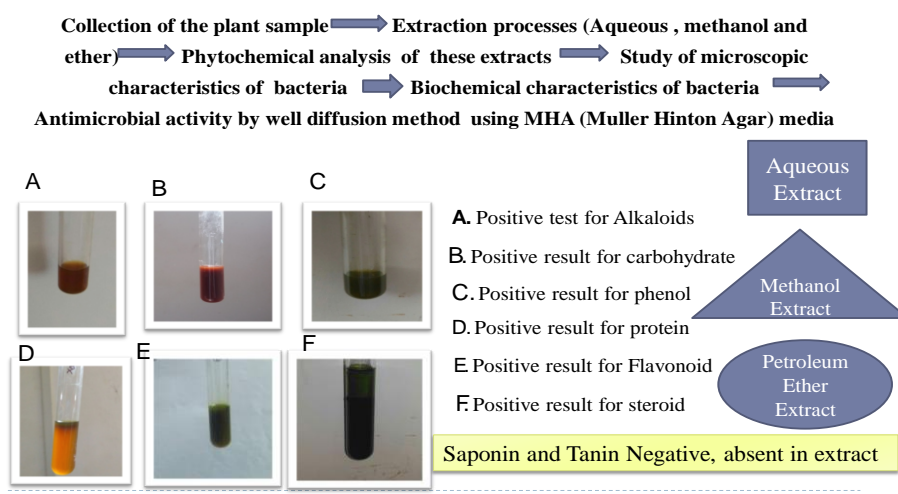 Collection of the plant sample Extraction processes (Aqueous , methanol and
ether) Phytochemical analysis of these extracts Study of microscopic
characteristics of bacteria Biochemical characteristics of bacteria
Antimicrobial activity by well diffusion method using MHA (Muller Hinton Agar) media
A
B
C
D
E
F
A. Positive test for Alkaloids
B. Positive result for carbohydrate
C. Positive result for phenol
D. Positive result for protein
E. Positive result for Flavonoid
F. Positive result for steroid
Aqueous
Extract
Methanol
Extract
Petroleum
Ether
Extract
Saponin and Tanin Negative, absent in extract